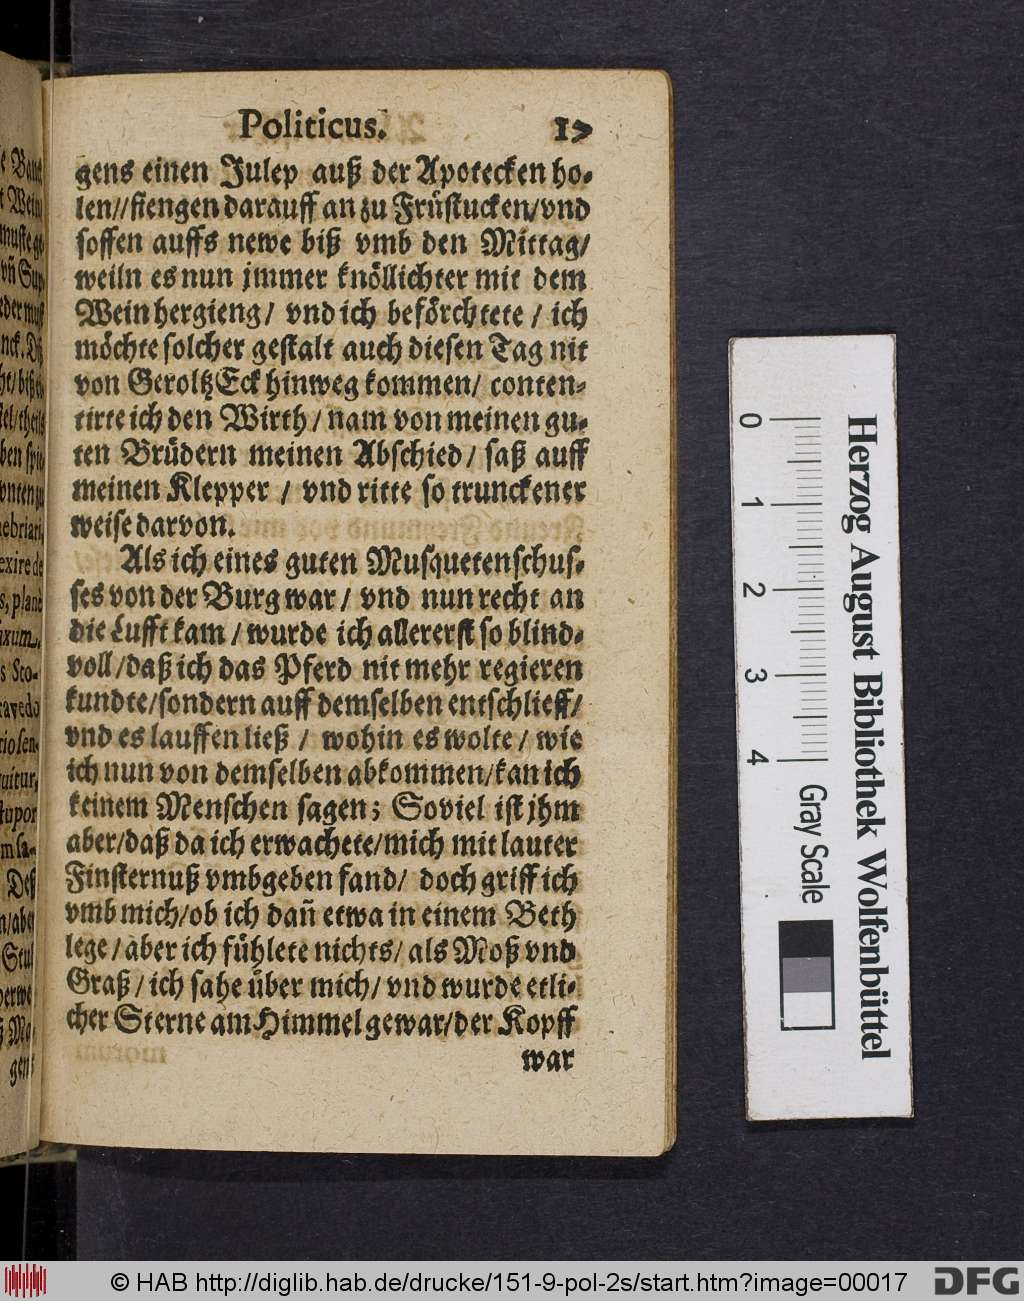 Politicus. 17
gens einen Julep auß der Apotecken ho-
len//fiengen darauff an zu Früstucken/vnd
soffen auffs newe biß vmb den Mittag/
weiln es nun jmmer knöllichter mit dem
Wein hergieng/ vnd ich beförchtete / ich
möchte solcher gestalt auch diesen Tag nit
von GeroltzEck hinweg kommen/ conten-
tirte ich den Wirth / nam von meinen gu-
ten Brüdern meinen Abschied / saß auff
meinen Klepper / vnd ritte so trunckener
weise darvon.
Als ich eines guten Musquetenschus-
ses von der Burg war / vnd nun recht an
die Lufft kam / wurde ich allererst so blind-
voll/daß ich das Pferd nit mehr regieren
kundte/sondern auff demselben entschlieff/
vnd es lauffen ließ / wohin es wolte / wie
ich nun von demselben abkommen/kan ich
keinem Menschen sagen; Soviel ist jhm
aber/daß da ich erwachete/mich mit lauter
Finsternuß vmbgeben fand/ doch griff ich
vmb mich/ob ich dañ etwa in einem Beth
lege / aber ich fühlete nichts/ als Moß vnd
Graß / ich sahe über mich/ vnd wurde etli-
cher Sterne am Himmel gewar/der Kopff
war
Herzog August Bibliothek Wolfenbüttel
0 1 2 3 4 Gray Scale
© HAB http://diglib.hab.de/drucke/151-9-pol-2s/start.htm?image=00017
DFG